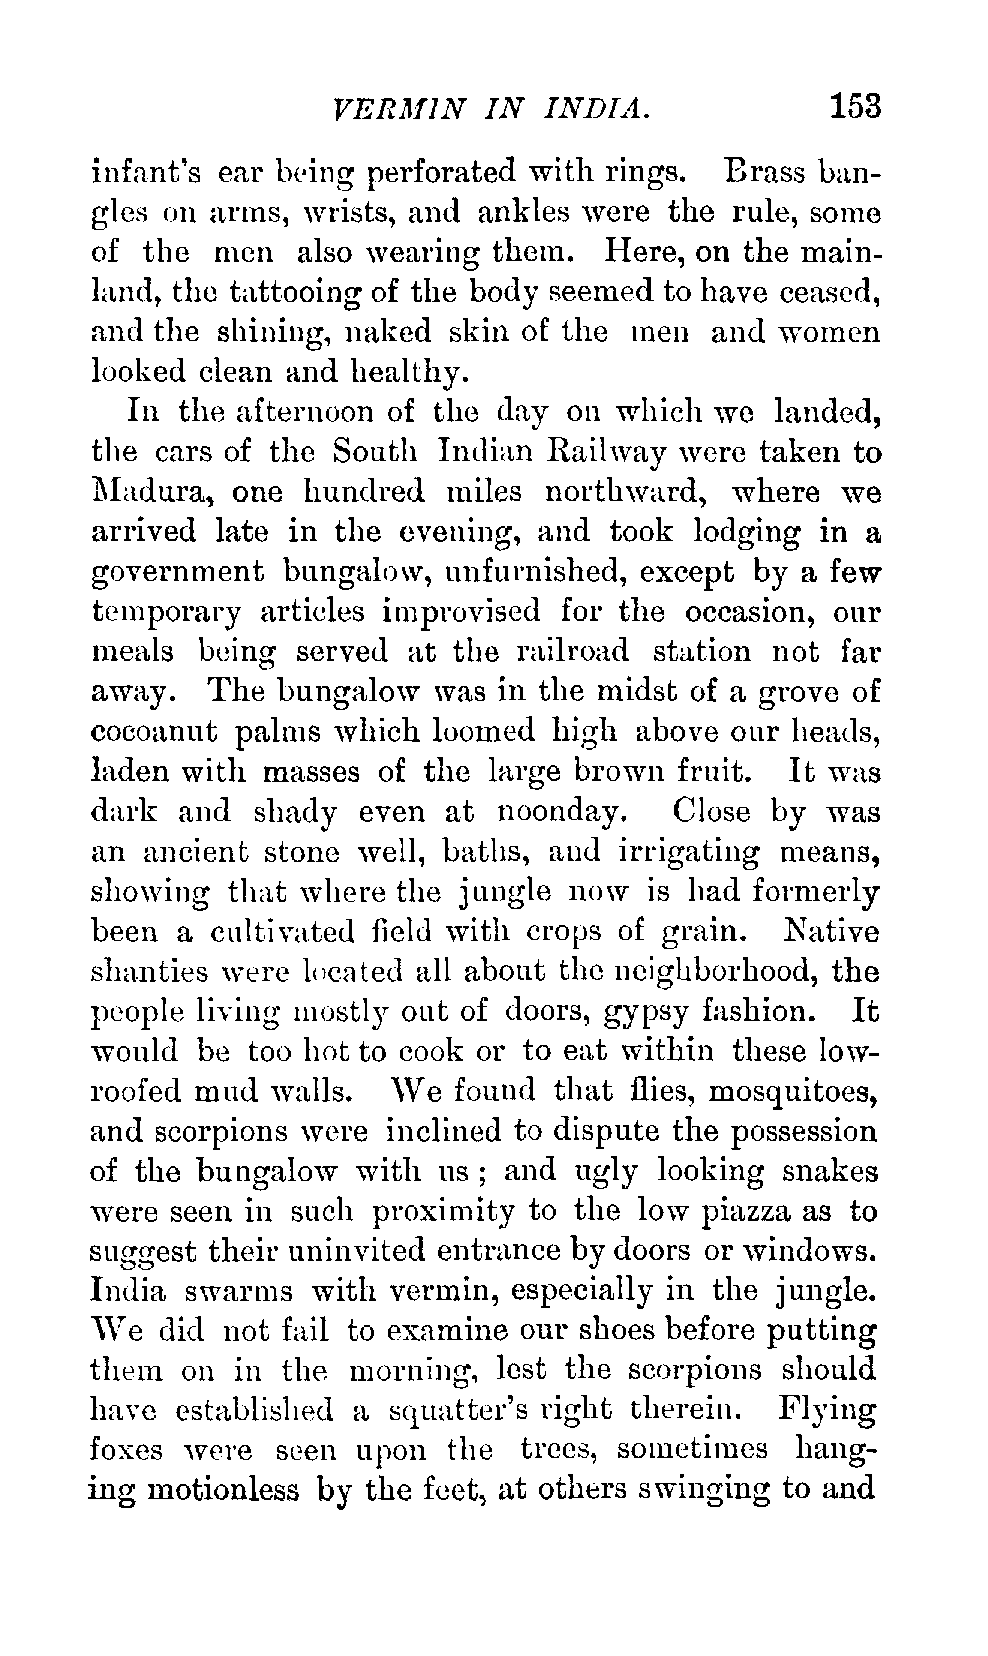 VERMIN IN INDIA. 153
infant's ear being perforated with rings. Brass ban-
gles on arms, wrists, and ankles were the rule, some
of the men also wearing them. Here, on the main-
land, the tattooing of the body seemed to have ceased,
and the shining, naked skin of the men and women
looked clean and healthy.
In the afternoon of the day on which we landed,
the cars of the South Indian Railway were taken to
Madura, one hundred miles northward, where we
arrived late in the evening, and took lodging in a
government bungalow, unfurnished, except by a few
temporary articles improvised for the occasion, our
meals being served at the railroad station not far
away. The bungalow was in the midst of a grove of
cocoanut palms which loomed high above our heads,
laden with masses of the large brown fruit. It was
dark and shady even at noonday. Close by was
an ancient stone well, baths, and irrigating means,
showing that where the jungle now is had formerly
been a cultivated field with crops of grain. Native
shanties were located all about the neighborhood, the
people living mostly out of doors, gypsy fashion. It
would be too hot to cook or to eat within these low-
roofed mud walls. We found that flies, mosquitoes,
and scorpions were inclined to dispute the possession
of the bungalow with us ; and ugly looking snakes
were seen in such proximity to the low piazza as to
suggest their uninvited entrance by doors or windows.
India swarms with vermin, especially in the jungle.
We did not fail to examine our shoes before putting
them on in the morning, lest the scorpions should
have established a squatter's right therein. Flying
foxes were seen upon the trees, sometimes hang-
ing motionless by the feet, at others swinging to and